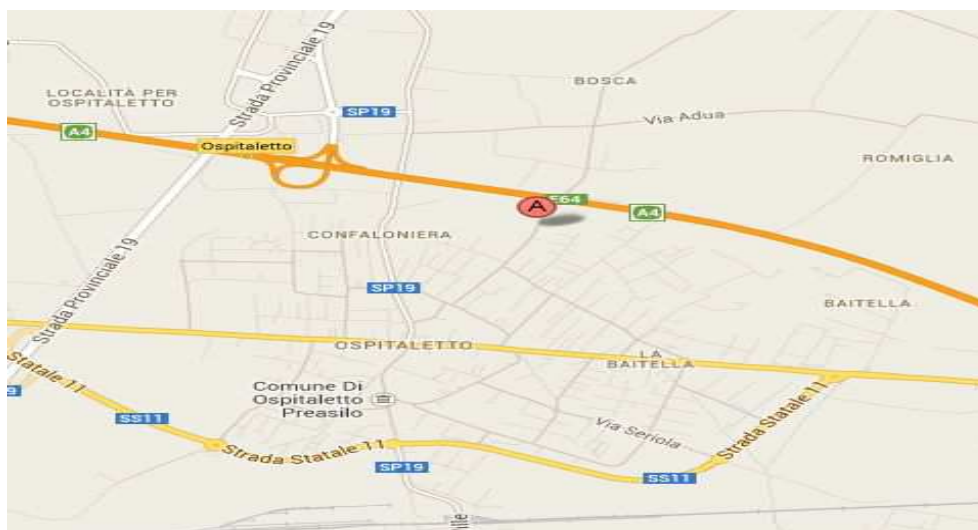 Strada Provinciale 19
BOSCA
LOCALITÀ PER
OSPITALETTO
SP19
Via Adua
A4
Ospitaletto
ROMIGLIA
E64
A
A4
CONFALONIERA
Strada Provinciale 19
SP19
BAITELLA
OSPITALETTO
LA
BAITELLA
Statale 11
Comune Di
Ospitaletto
Preasilo
9
SS11
Via Seriola
Strada Statale 11
Strada Statale 11
SP19
SS11
ille